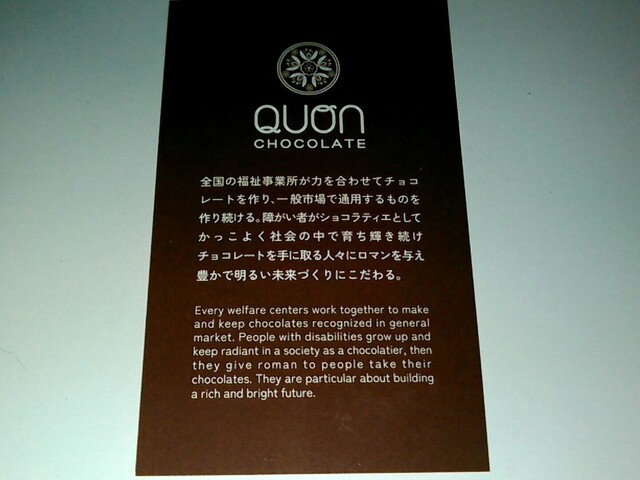 QUON
CHOCOLATE
全国の福祉事業所が力を合わせてチョコ
レートを作り、一般市場で通用するものを
作り続ける。障がい者がショコラティエとして
かっこよく社会の中で育ち輝き続け
チョコレートを手に取る人々にロマンを与え
豊かで明るい未来づくりにこだわる。
Every welfare centers work together to make
and keep chocolates recognized in general
market. People with disabilities grow up and
keep radiant in a society as a chocolatier, then
they give roman to people take their
chocolates. They are particular about building
a rich and bright future.